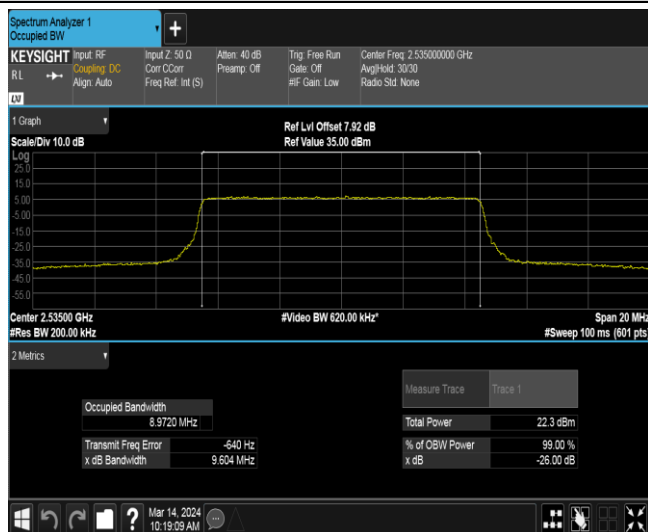 Spectrum Analyzer 1
Occupied BW
+
KEYSIGHT Input: RF Input Z: 50 Ω Atten: 40 dB Trig: Free Run Center Freq: 2.535000000 GHz
RL Coupling: DC Corr CCorr Preamp: Off Gate: Off Avg|Hold: 30/30
Align: Auto Freq Ref: Int (S) #IF Gain: Low Radio Std: None
LXI
1 Graph
Ref Lvl Offset 7.92 dB
Scale/Div 10.0 dB Ref Value 35.00 dBm
Log
25.0
15.0
5.00
-5.00
-15.0
-25.0
-35.0
-45.0
-55.0
Center 2.53500 GHz #Video BW 620.00 kHz* Span 20 MHz
#Res BW 200.00 kHz #Sweep 100 ms (601 pts)
2 Metrics
Measure Trace Trace 1
Occupied Bandwidth
8.9720 MHz Total Power 22.3 dBm
Transmit Freq Error -640 Hz % of OBW Power 99.00 %
x dB Bandwidth 9.604 MHz x dB -26.00 dB
? Mar 14, 2024
10:19:09 AM